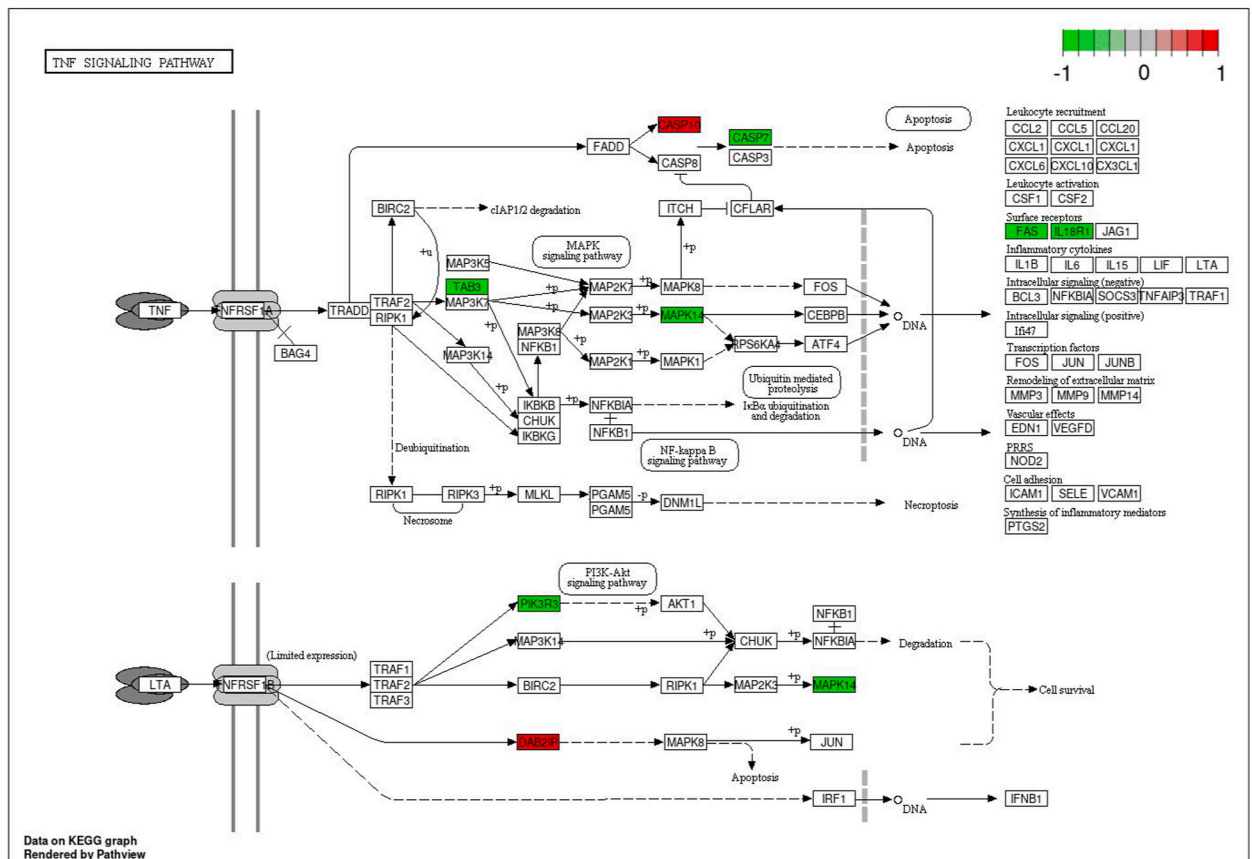 TNF SIGNALING PATHWAY
-1 0 1
Leukocyte recruitment
CCL2 CCL5 CCL20
CXCL1 CXCL1 CXCL1
CXCL6 CXCL10 CX3CL1
Leukocyte activation
CSF1 CSF2
Surface receptors
FAS IL18R1 JAG1
Inflammatory cytokines
IL1B IL6 IL15 LIF LTA
Intracellular signaling (negative)
BCL3 NFKBIA SOCS3 TNFAIP3 TRAF1
Intracellular signaling (positive)
Ifi47
Transcription factors
FOS JUN JUNB
Remodeling of extracellular matrix
MMP3 MMP9 MMP14
Vascular effects
EDN1 VEGFD
PRRS
NOD2
Cell adhesion
ICAM1 SELE VCAM1
Synthesis of inflammatory mediators
PTGS2
CASP10
Apoptosis
FADD
CASP7
CASP8
CASP3
Apoptosis
BIRC2
cIAP1/2 degradation
ITCH
CFLAR
+u
MAPK
signaling pathway
+p
MAP3K5
TAB3
MAP3K7
+p
MAP2K7
+p
MAPK8
FOS
TNF
NFRSF1A
TRADD
TRAF2
RIPK1
+p
MAP2K3
+p
MAPK14
CEBPB
DNA
BAG4
+p
MAP3K8
NFKB1
MAP3K14
+p
MAP2K1
+p
MAPK1
RPS6KA4
ATF4
Ubiquitin mediated
proteolysis
+p
IKBKB
CHUK
IKBKG
+p
NFKBIA
IκBα ubiquitination
and degradation
NFKB1
DNA
Deubiquitination
NF-kappa B
signaling pathway
RIPK1
RIPK3
+p
MLKL
PGAM5
PGAM5
-p
DNM1L
Necroptosis
Necrosome
PI3K-Akt
signaling pathway
PIK3R3
+p
AKT1
NFKB1
MAP3K14
+p
CHUK
+p
NFKBIA
Degradation
(Limited expression)
LTA
NFRSF1B
TRAF1
TRAF2
TRAF3
BIRC2
RIPK1
MAP2K3
+p
MAPK14
Cell survival
DAB2IP
MAPK8
+p
JUN
Apoptosis
IRF1
DNA
IFNB1
Data on KEGG graph
Rendered by Pathview